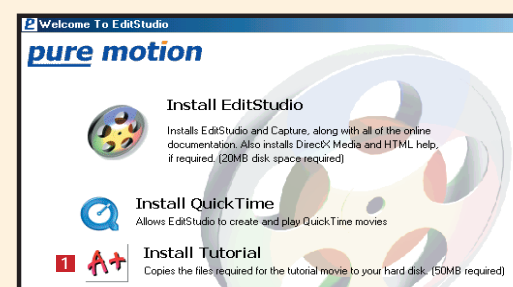 Welcome To EditStudio
pure motion
Install EditStudio
Installs EditStudio and Capture, along with all of the online
documentation. Also installs DirectX Media and HTML help,
if required. (20MB disk space required)
Install QuickTime
Allows EditStudio to create and play QuickTime movies
1 A+ Install Tutorial
Copies the files required for the tutorial movie to your hard disk. (50MB required)